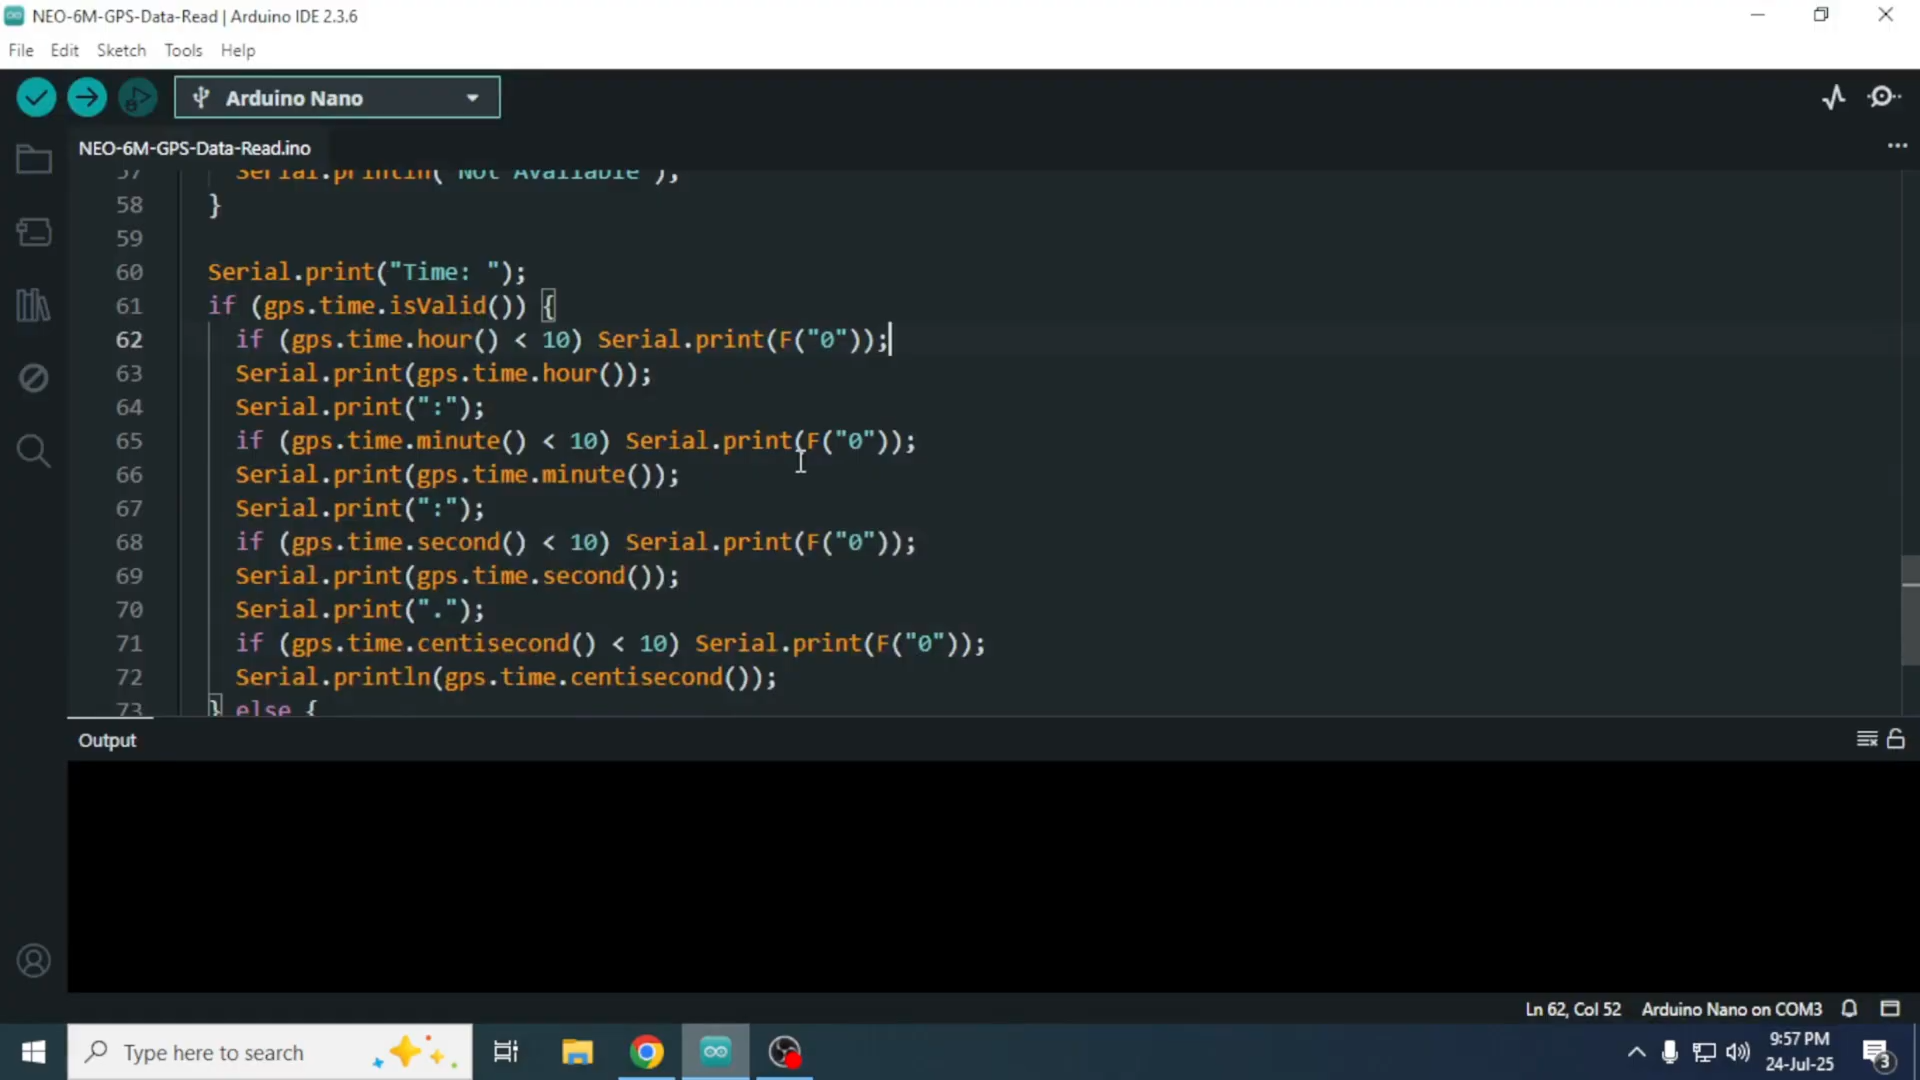 NEO-6M-GPS-Data-Read | Arduino IDE 2.3.6
File Edit Sketch Tools Help
Arduino Nano
NEO-6M-GPS-Data-Read.ino
57 Serial.println("Not Available");
58 }
59
60 Serial.print("Time: ");
61 if (gps.time.isValid()) {
62 if (gps.time.hour() < 10) Serial.print(F("0"));
63 Serial.print(gps.time.hour());
64 Serial.print(":");
65 if (gps.time.minute() < 10) Serial.print(F("0"));
66 Serial.print(gps.time.minute());
67 Serial.print(":");
68 if (gps.time.second() < 10) Serial.print(F("0"));
69 Serial.print(gps.time.second());
70 Serial.print(".");
71 if (gps.time.centisecond() < 10) Serial.print(F("0"));
72 Serial.println(gps.time.centisecond());
73 } else {
Output
Ln 62, Col 52 Arduino Nano on COM3
Type here to search
9:57 PM
24-Jul-25
3